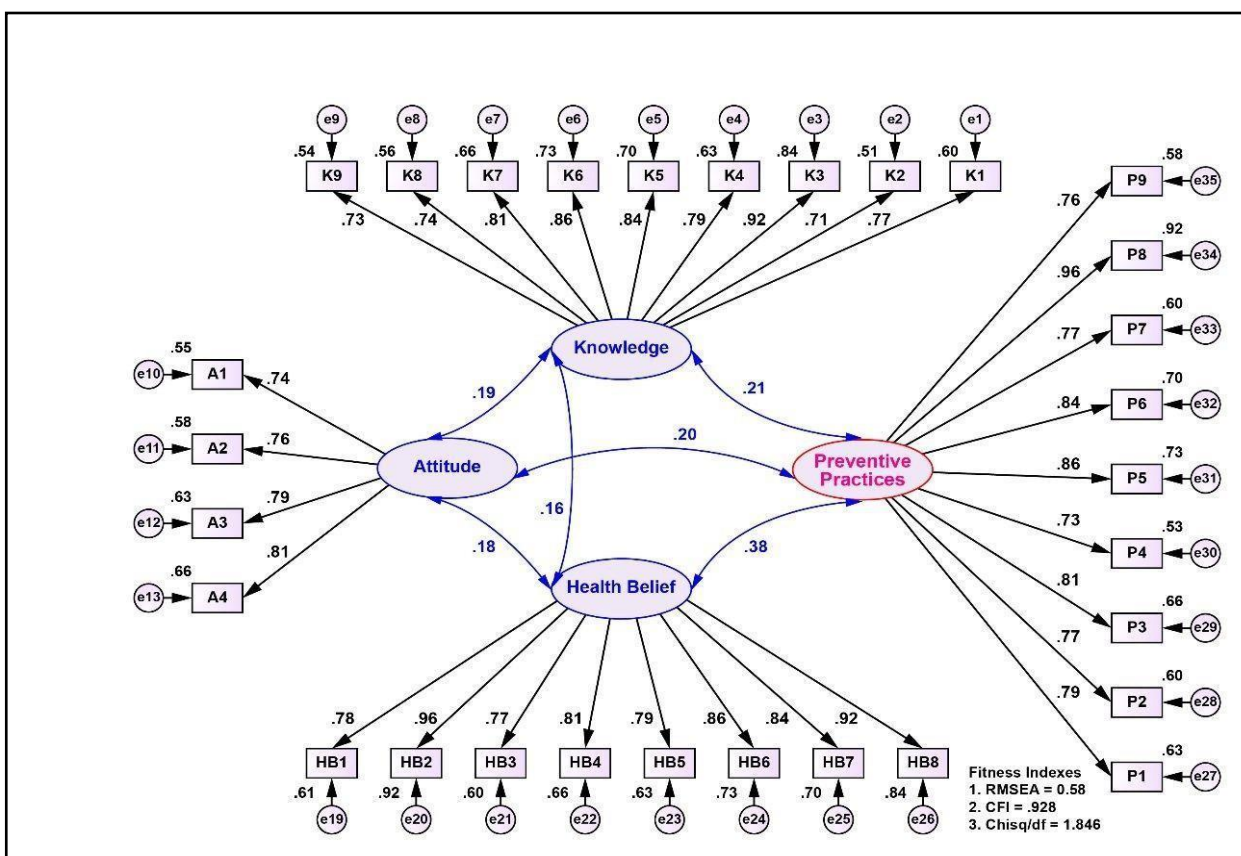 e9 e8 e7 e6 e5 e4 e3 e2 e1
.54 .56 .66 .73 .70 .63 .84 .51 .60
K9 K8 K7 K6 K5 K4 K3 K2 K1
.73 .74 .81 .86 .84 .79 .92 .71 .77
Knowledge
.55
e10 A1 .74
.58
e11 A2 .76
.63
e12 A3 .79
.66
e13 A4 .81
Attitude
.19
.21
.20
.16
.18
.38
Preventive
Practices
.58
.76 P9 e35
.92
.96 P8 e34
.60
.77 P7 e33
.70
.84 P6 e32
.73
.86 P5 e31
.53
.73 P4 e30
.66
.81 P3 e29
.60
.77 P2 e28
.63
.79 P1 e27
Health Belief
.78 .96 .77 .81 .79 .86 .84 .92
HB1 HB2 HB3 HB4 HB5 HB6 HB7 HB8
.61 .92 .60 .66 .63 .73 .70 .84
e19 e20 e21 e22 e23 e24 e25 e26
Fitness Indexes
1. RMSEA = 0.58
2. CFI = .928
3. Chisq/df = 1.846